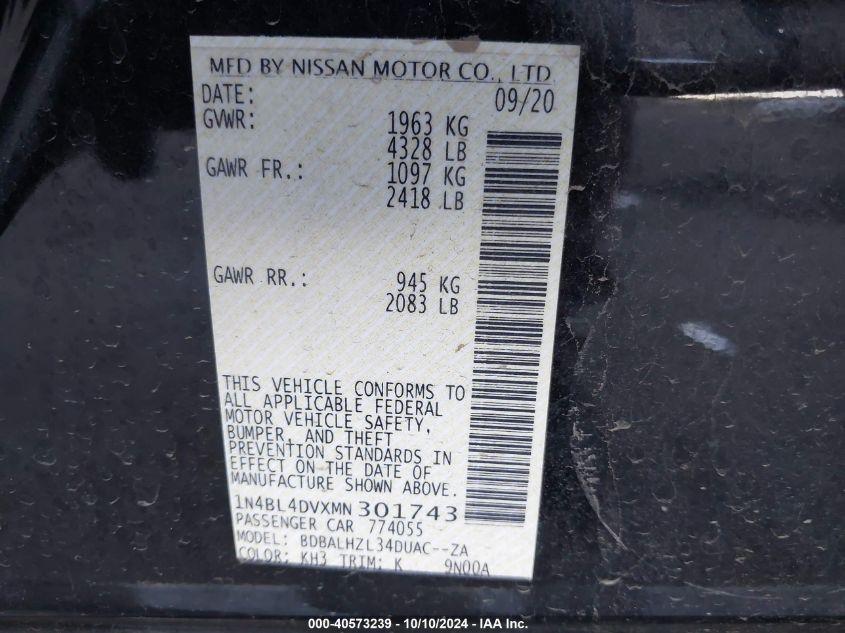 MFD BY NISSAN MOTOR CO., LTD
DATE: 09/20
GVWR: 1963 KG
4328 LB
GAWR FR.: 1097 KG
2418 LB
GAWR RR.: 945 KG
2083 LB
THIS VEHICLE CONFORMS TO
ALL APPLICABLE FEDERAL
MOTOR VEHICLE SAFETY,
BUMPER, AND THEFT
PREVENTION STANDARDS IN
EFFECT ON THE DATE OF
MANUFACTURE SHOWN ABOVE.
1N4BL4DVXMN301743
PASSENGER CAR 774055
MODEL: BDBALHZL34DUAC--ZA
COLOR: KH3 TRIM: K 9N00A
000-40573239 - 10/10/2024 - IAA Inc.